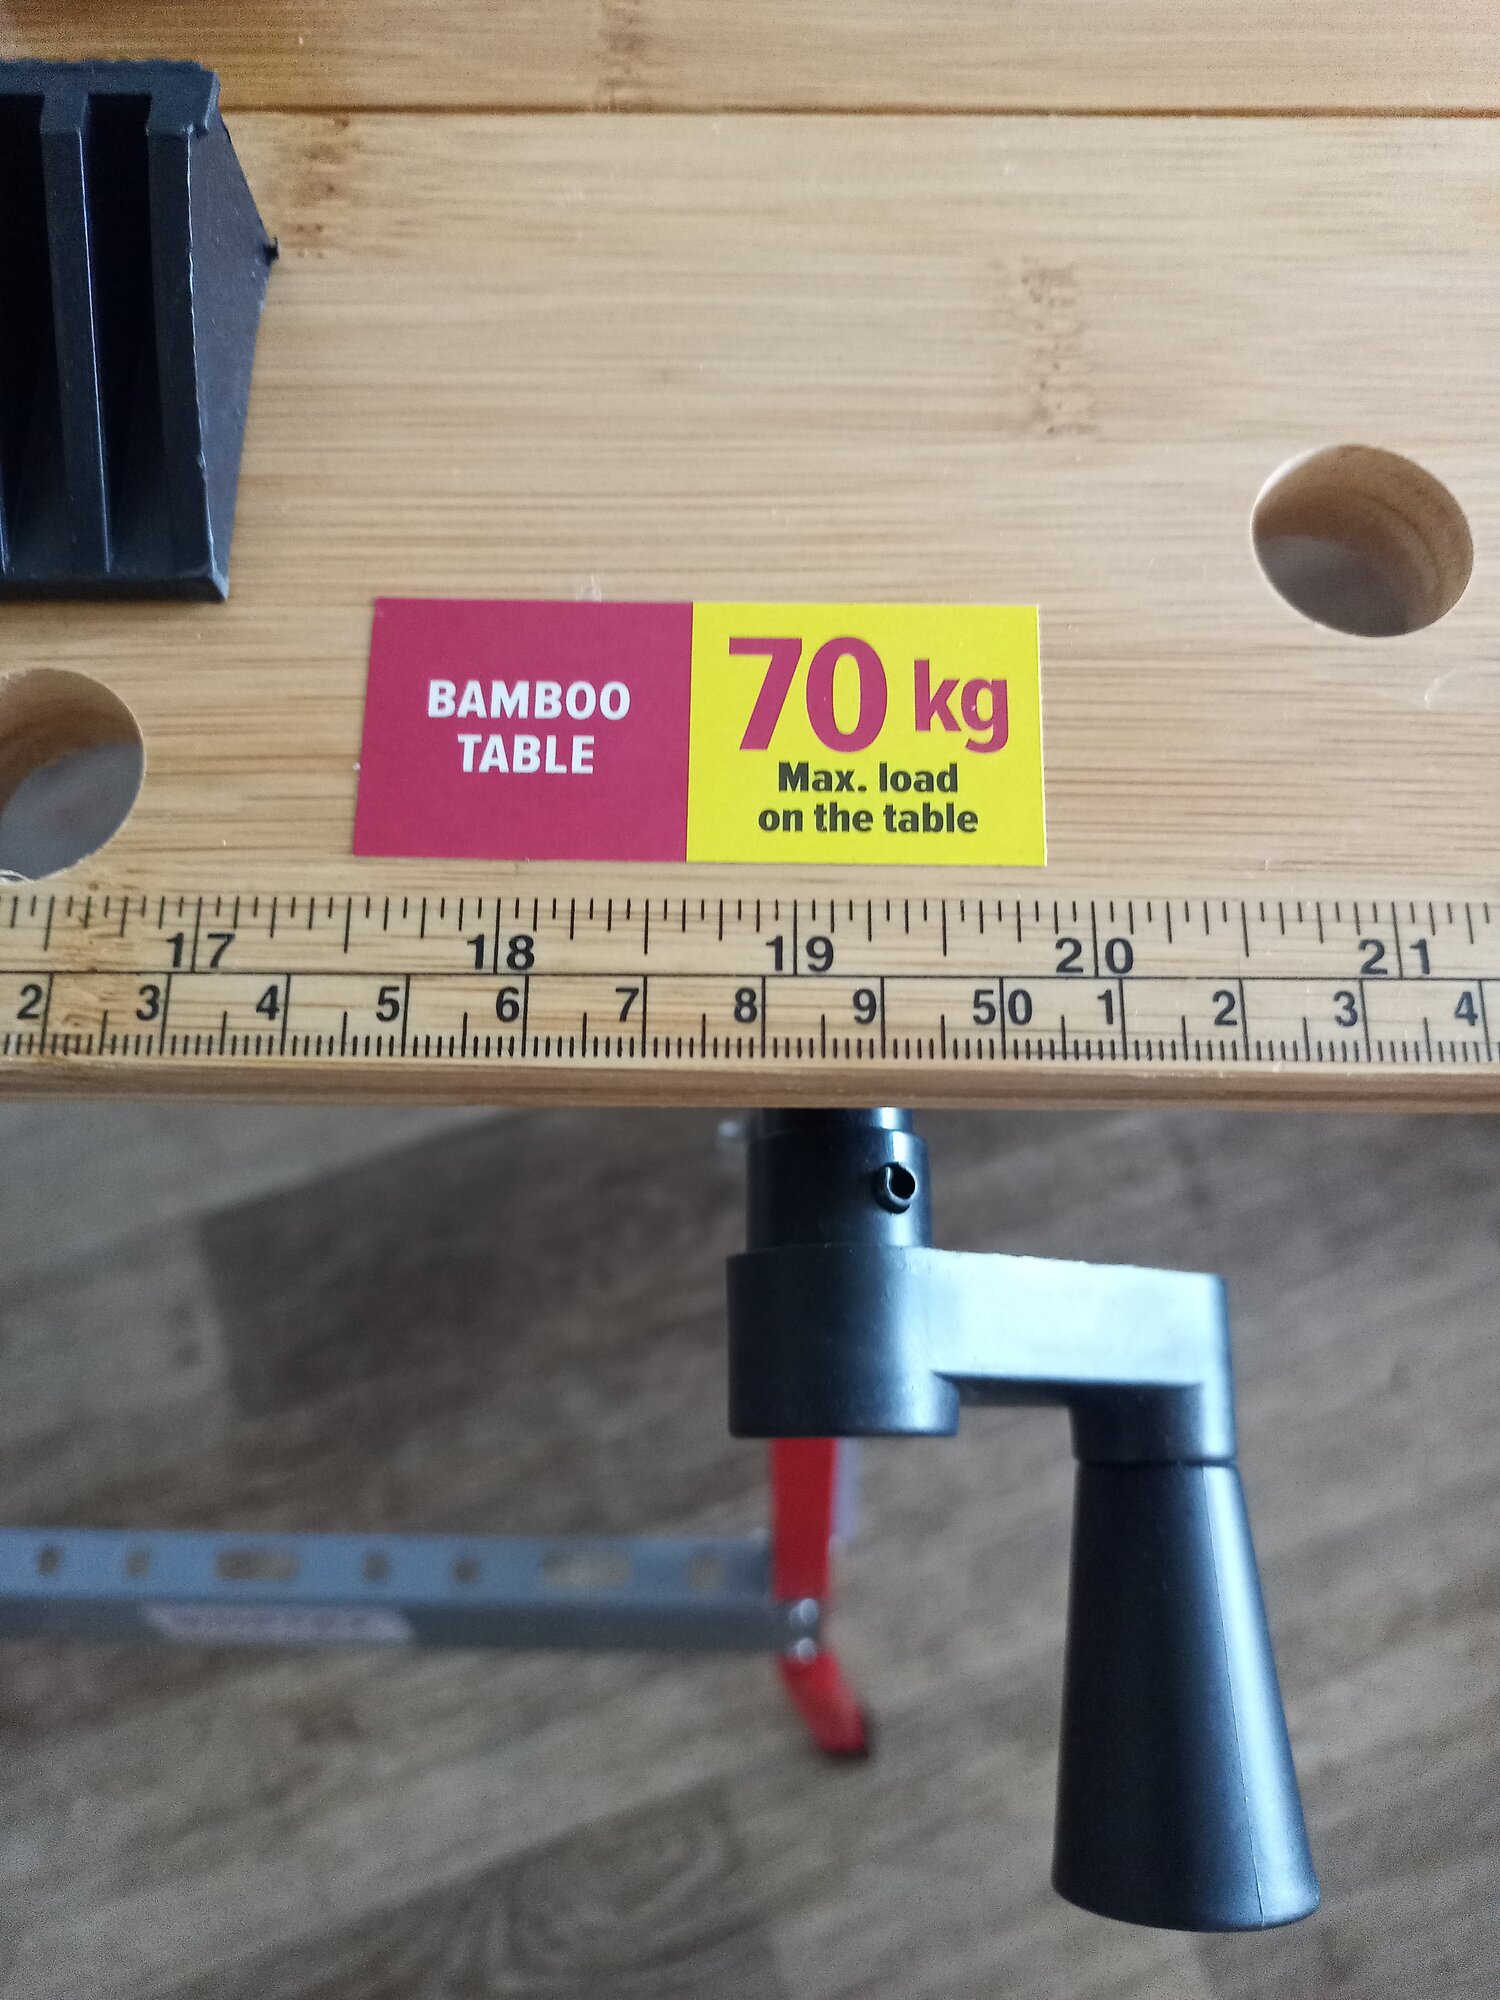 BAMBOO
TABLE
70 kg
Max. load
on the table
17 18 19 20 21
2 3 4 5 6 7 8 9 50 1 2 3 4